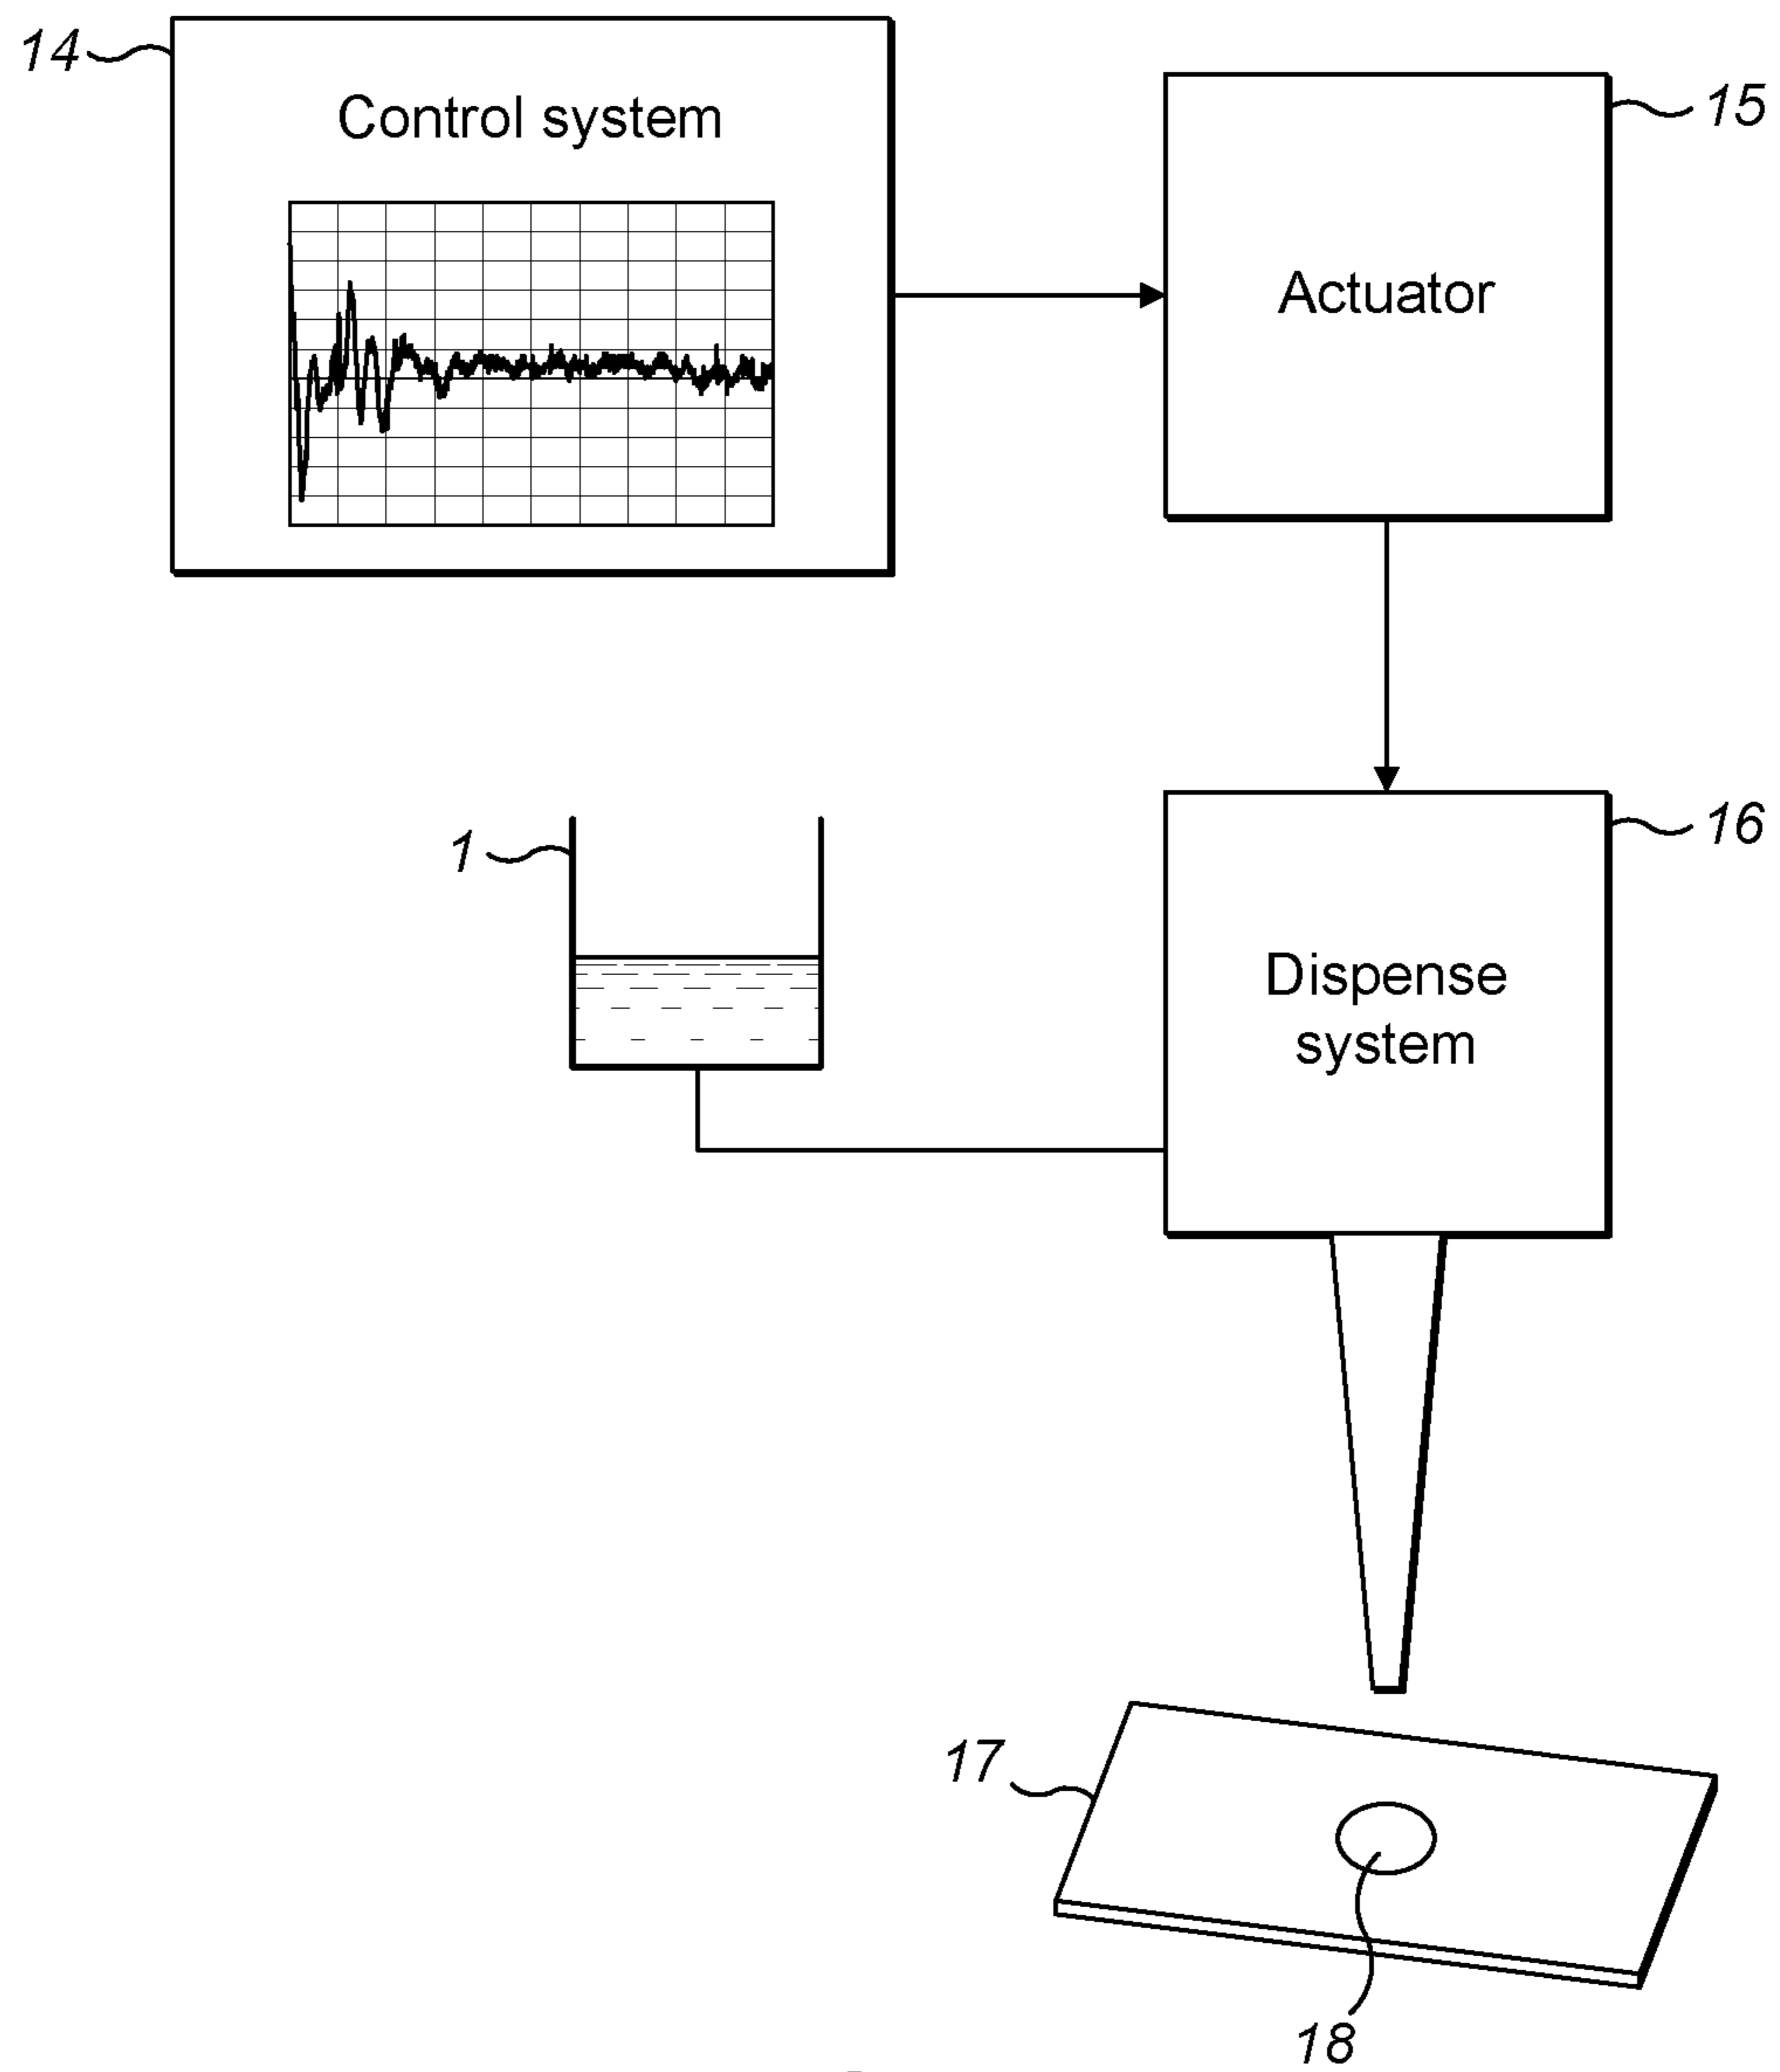 14
Control system
15
Actuator
1
16
Dispense
system
17
18